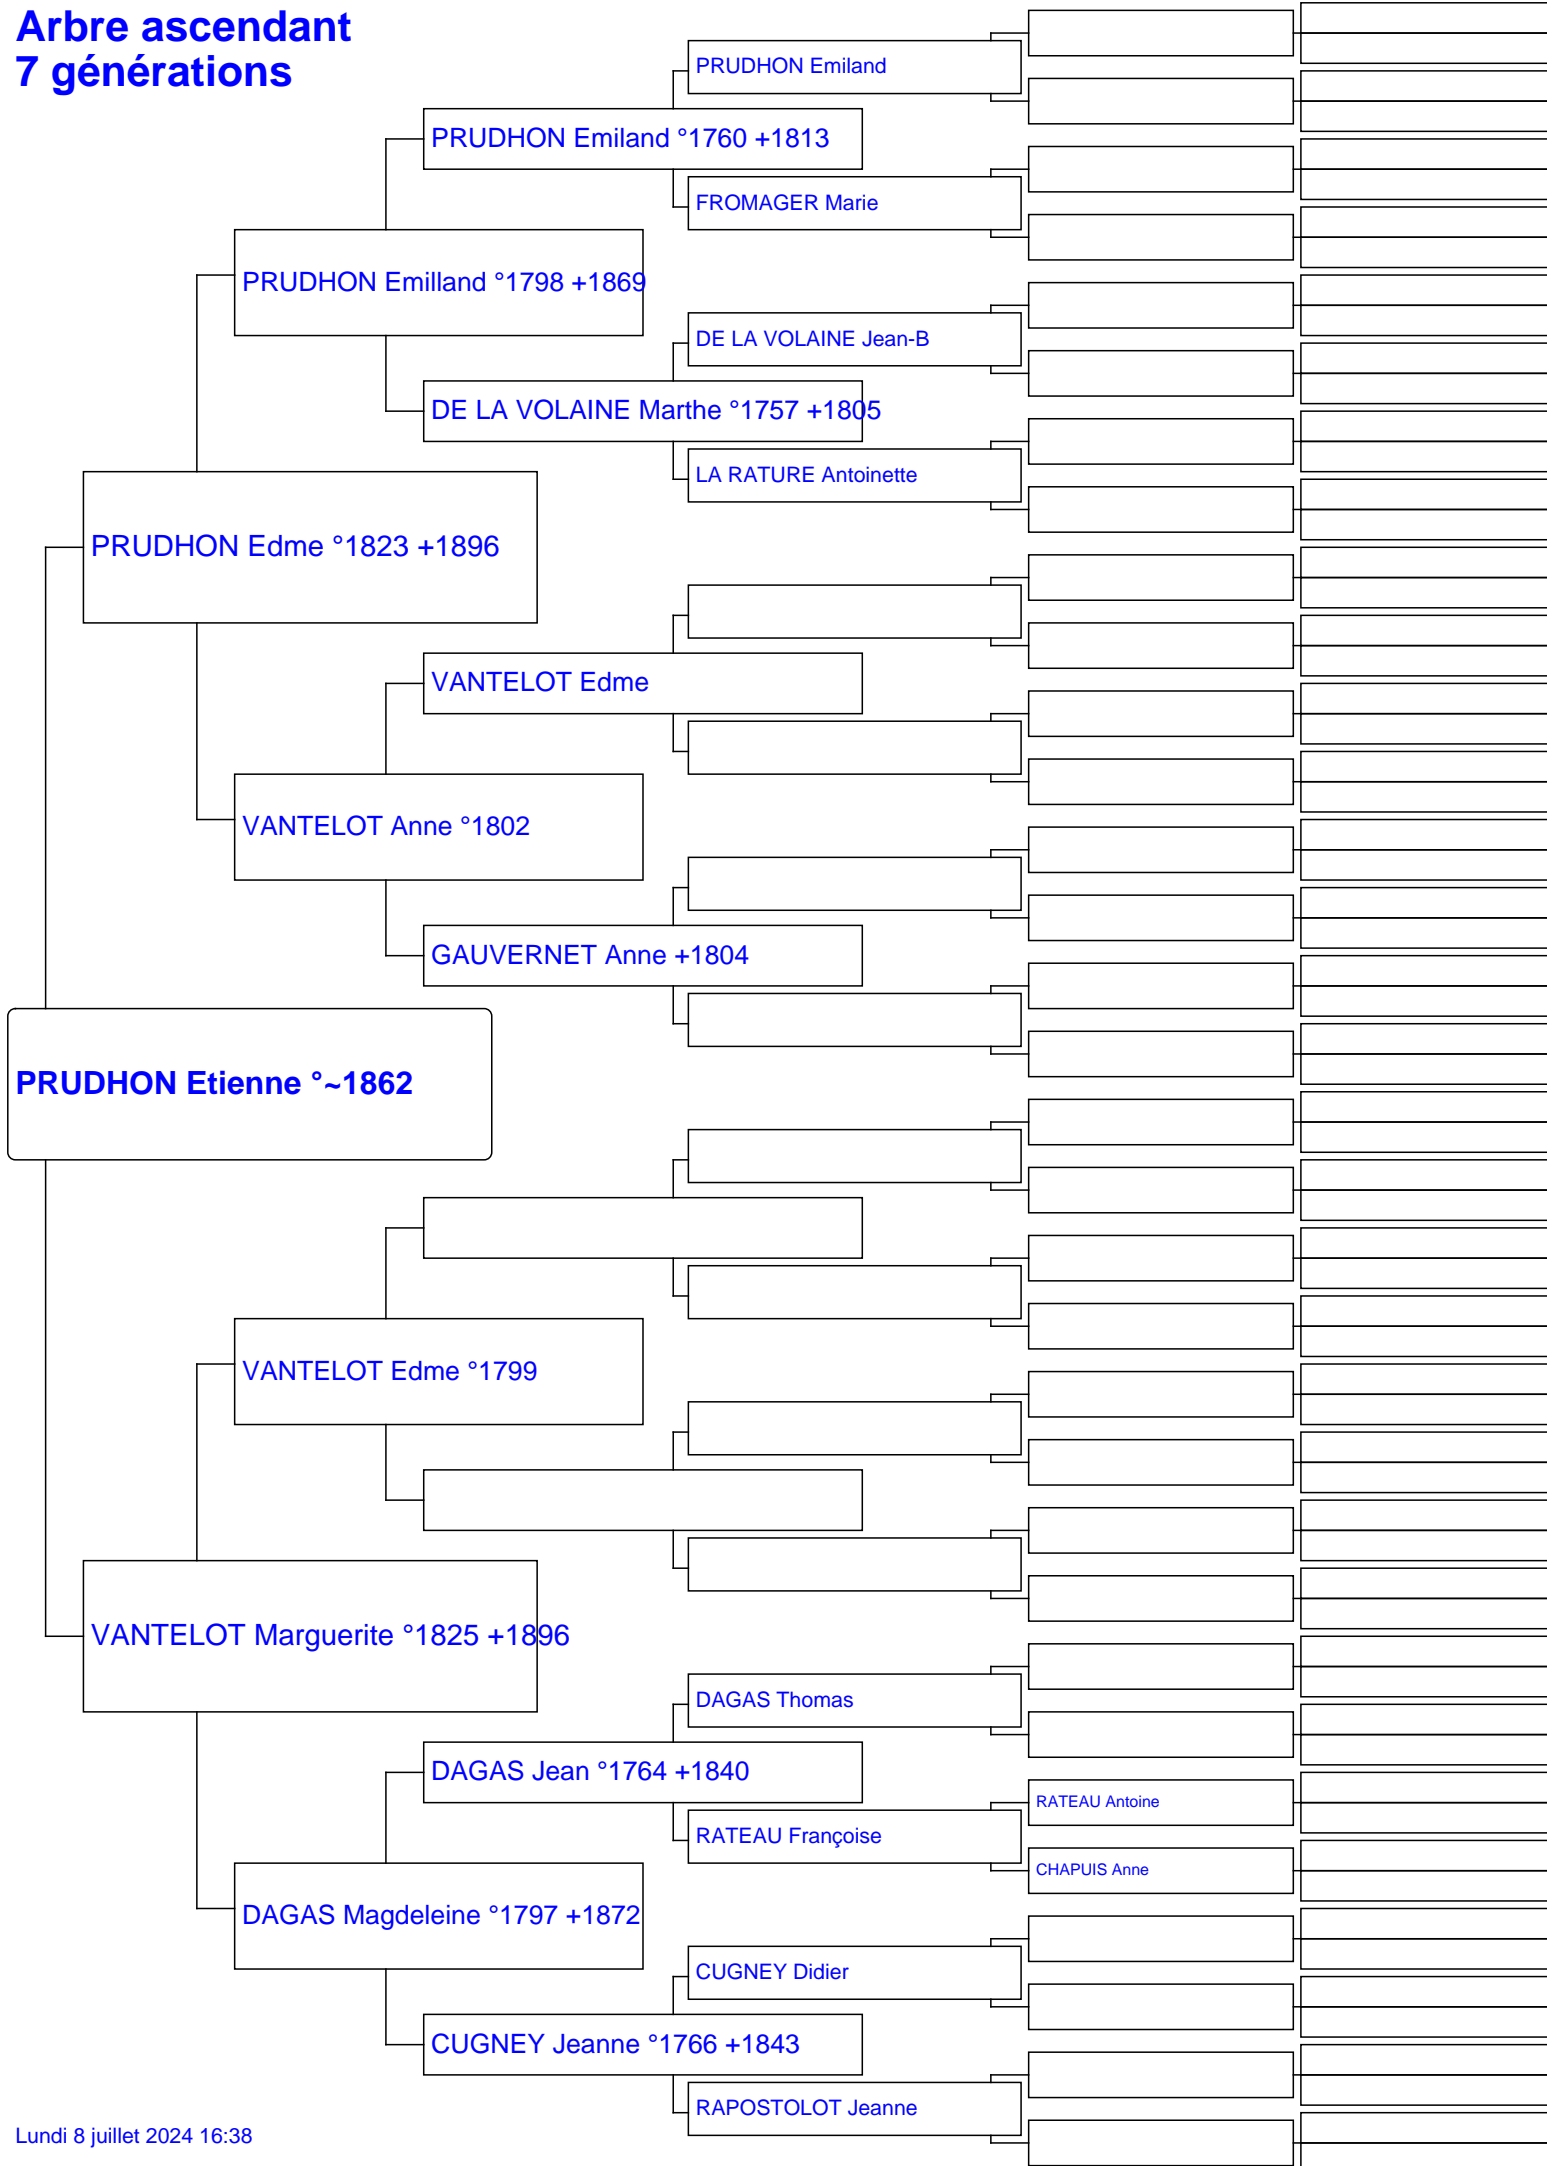 Arbre ascendant
7 générations
PRUDHON Emiland
PRUDHON Emiland °1760 +1813
FROMAGER Marie
PRUDHON Emilland °1798 +1869
DE LA VOLAINE Jean-B
DE LA VOLAINE Marthe °1757 +1805
LA RATURE Antoinette
PRUDHON Edme °1823 +1896
VANTELOT Edme
VANTELOT Anne °1802
GAUVERNET Anne +1804
PRUDHON Etienne °~1862
VANTELOT Edme °1799
VANTELOT Marguerite °1825 +1896
DAGAS Thomas
DAGAS Jean °1764 +1840
RATEAU Antoine
RATEAU Françoise
CHAPUIS Anne
DAGAS Magdeleine °1797 +1872
CUGNEY Didier
CUGNEY Jeanne °1766 +1843
RAPOSTOLOT Jeanne
Lundi 8 juillet 2024 16:38